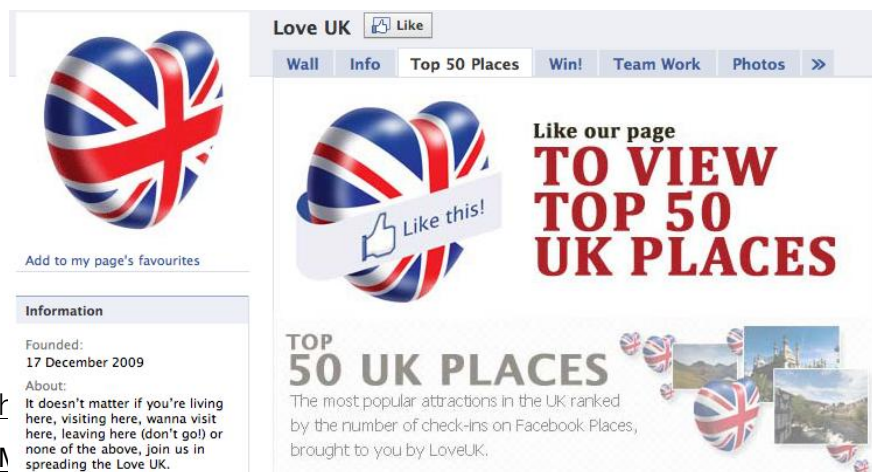 Love UK
Like
Wall Info Top 50 Places Win! Team Work Photos »
Like our page
TO VIEW
TOP 50
UK PLACES
Like this!
Add to my page's favourites
Information
Founded:
17 December 2009
About:
It doesn't matter if you're living
here, visiting here, wanna visit
here, leaving here (don't go!) or
none of the above, join us in
spreading the Love UK.
TOP
50 UK PLACES
The most popular attractions in the UK ranked
by the number of check-ins on Facebook Places,
brought to you by LoveUK.